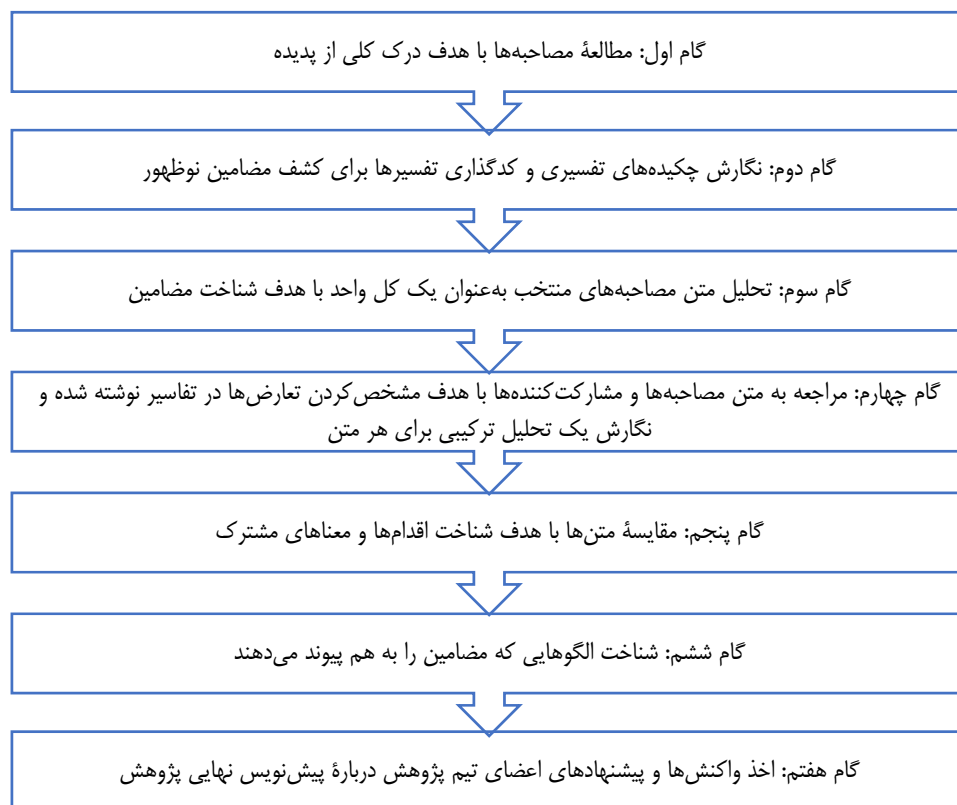 گام اول: مطالعهٔ مصاحبه‌ها با هدف درک کلی از پدیده
گام دوم: نگارش چکیده‌های تفسیری و کدگذاری تفسیرها برای کشف مضامین نوظهور
گام سوم: تحلیل متن مصاحبه‌های منتخب به‌عنوان یک کل واحد با هدف شناخت مضامین
گام چهارم: مراجعه به متن مصاحبه‌ها و مشارکت‌کننده‌ها با هدف مشخص‌کردن تعارض‌ها در تفاسیر نوشته شده و
نگارش یک تحلیل ترکیبی برای هر متن
گام پنجم: مقایسهٔ متن‌ها با هدف شناخت اقدام‌ها و معناهای مشترک
گام ششم: شناخت الگوهایی که مضامین را به هم پیوند می‌دهند
گام هفتم: اخذ واکنش‌ها و پیشنهادهای اعضای تیم پژوهش دربارهٔ پیش‌نویس نهایی پژوهش